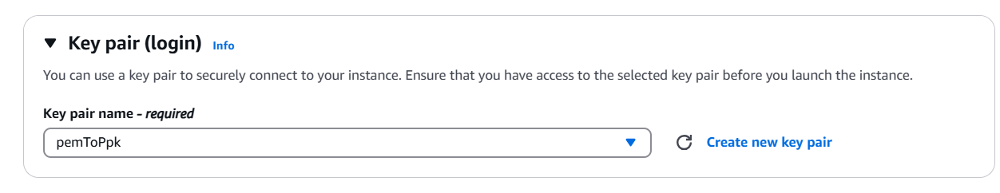 Key pair (login) Info
You can use a key pair to securely connect to your instance. Ensure that you have access to the selected key pair before you launch the instance.
Key pair name - required
pemToPpk Create new key pair